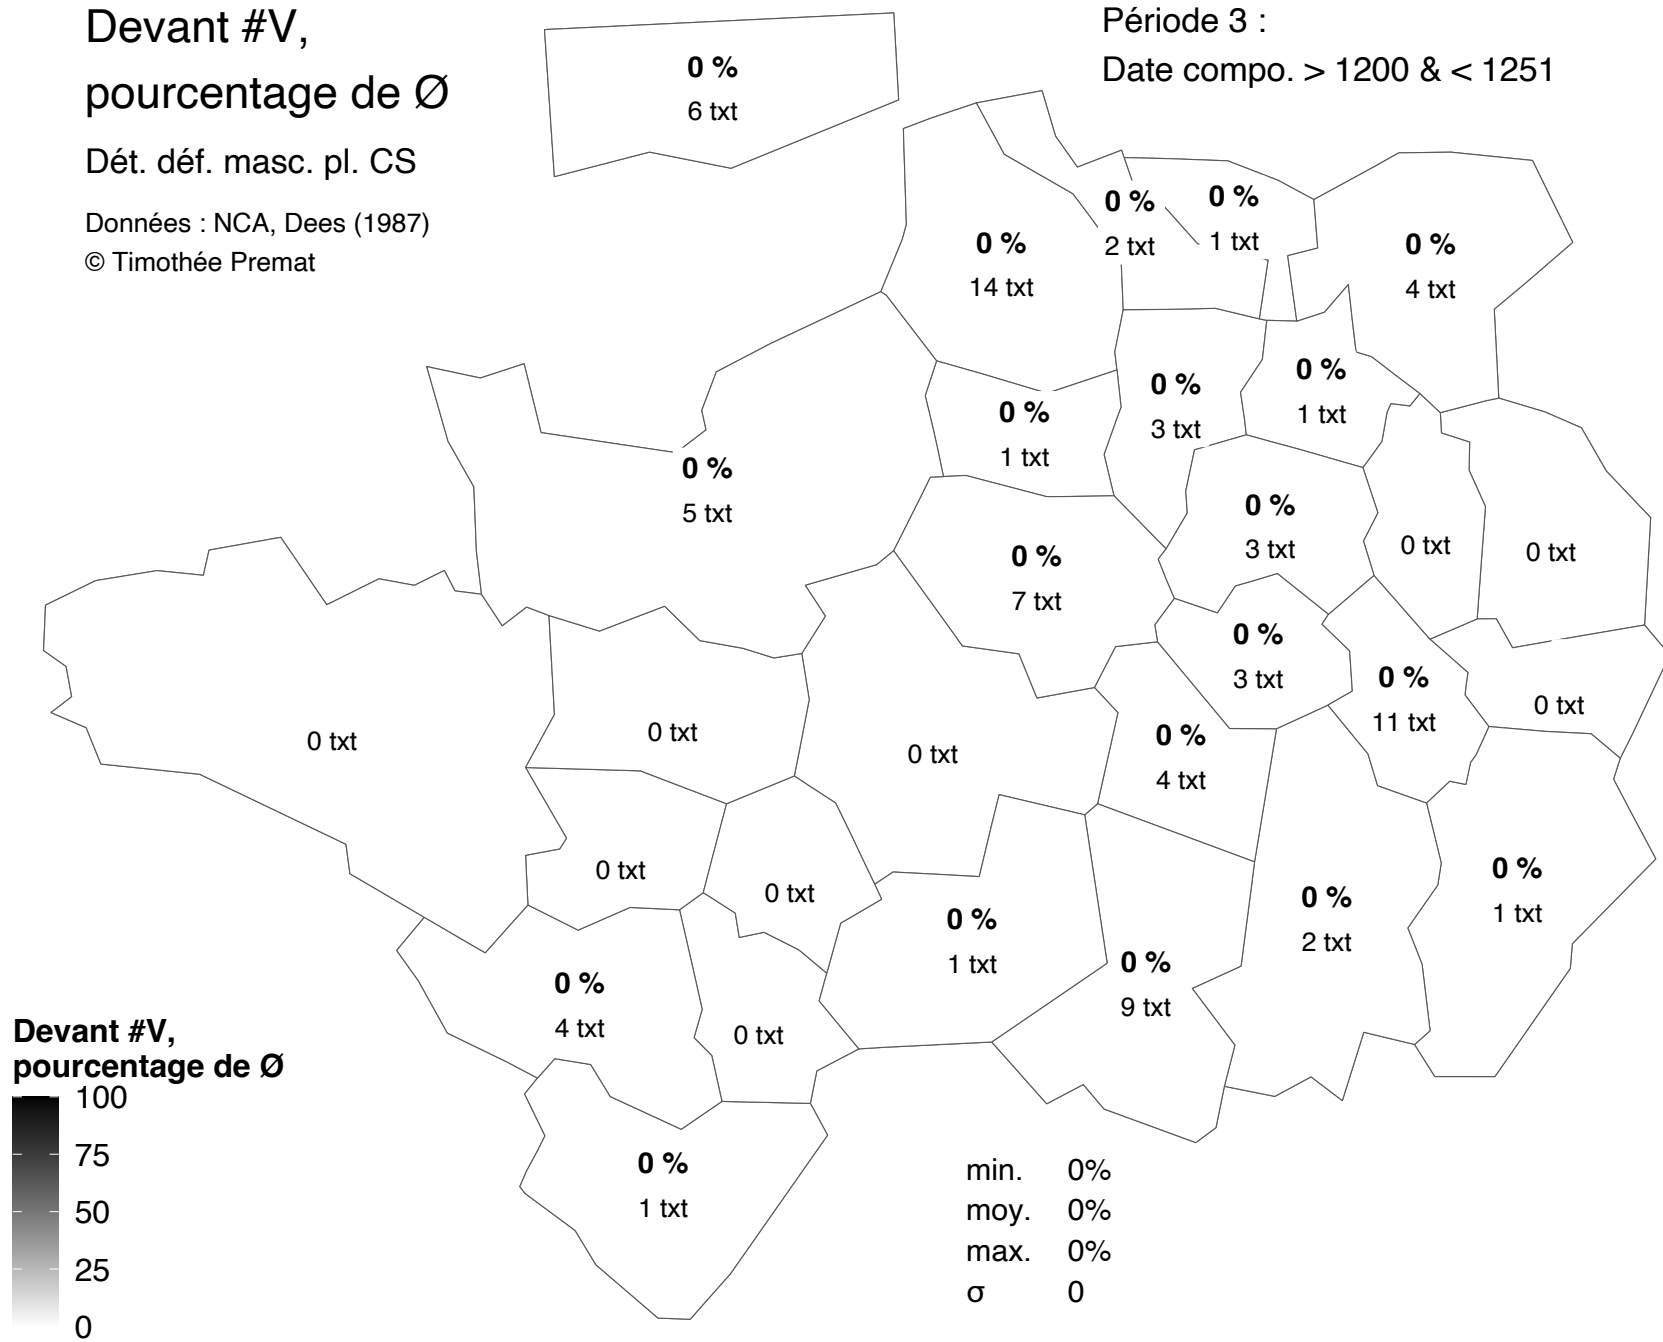 Devant #V,
pourcentage de Ø
Dét. déf. masc. pl. CS
Données : NCA, Dees (1987)
© Timothée Premat
Période 3 :
Date compo. > 1200 & < 1251
0 %
6 txt
0 %
14 txt
0 %
2 txt
0 %
1 txt
0 %
4 txt
0 %
5 txt
0 %
1 txt
0 %
3 txt
0 %
1 txt
0 %
7 txt
0 %
3 txt
0 txt
0 txt
0 %
3 txt
0 %
11 txt
0 txt
0 txt
0 txt
0 txt
0 %
4 txt
0 txt
0 txt
0 %
1 txt
0 %
9 txt
0 %
2 txt
0 %
1 txt
0 %
4 txt
0 txt
0 %
1 txt
Devant #V,
pourcentage de Ø
100
75
50
25
0
min. 0%
moy. 0%
max. 0%
σ 0